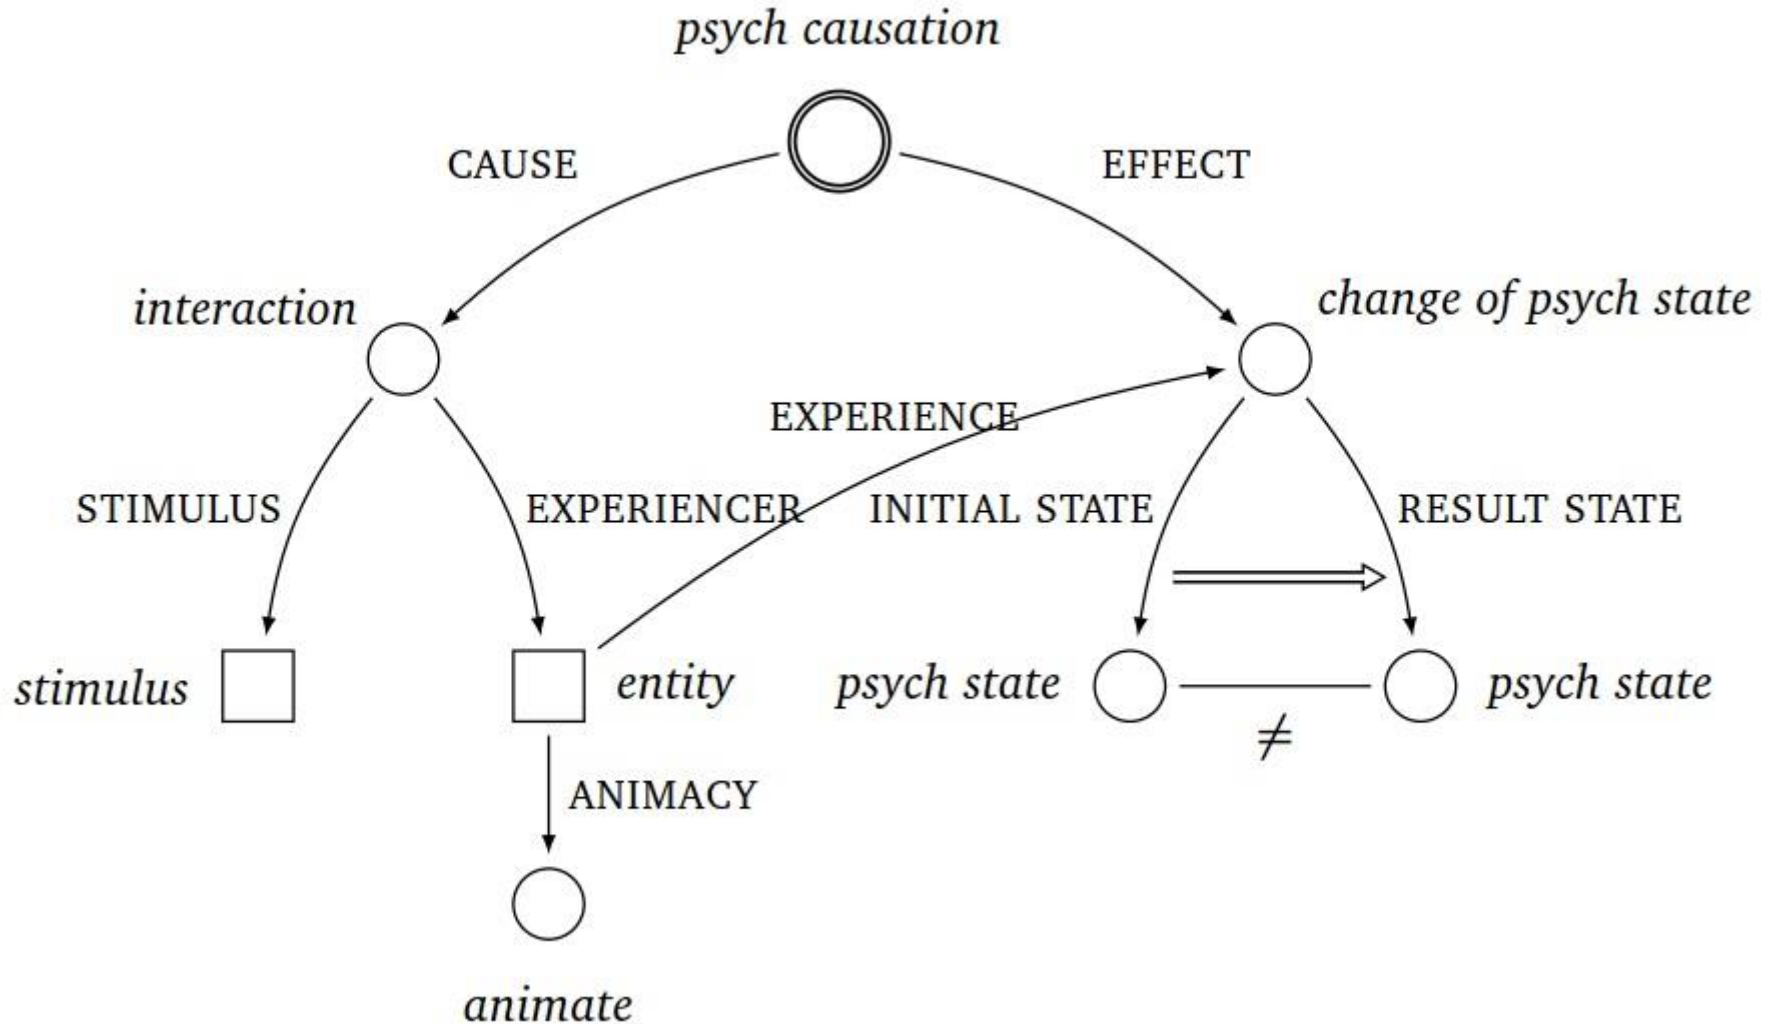 psych causation
CAUSE
EFFECT
interaction
change of psych state
EXPERIENCE
STIMULUS
EXPERIENCER
INITIAL STATE
RESULT STATE
stimulus
entity
psych state
psych state
≠
ANIMACY
animate